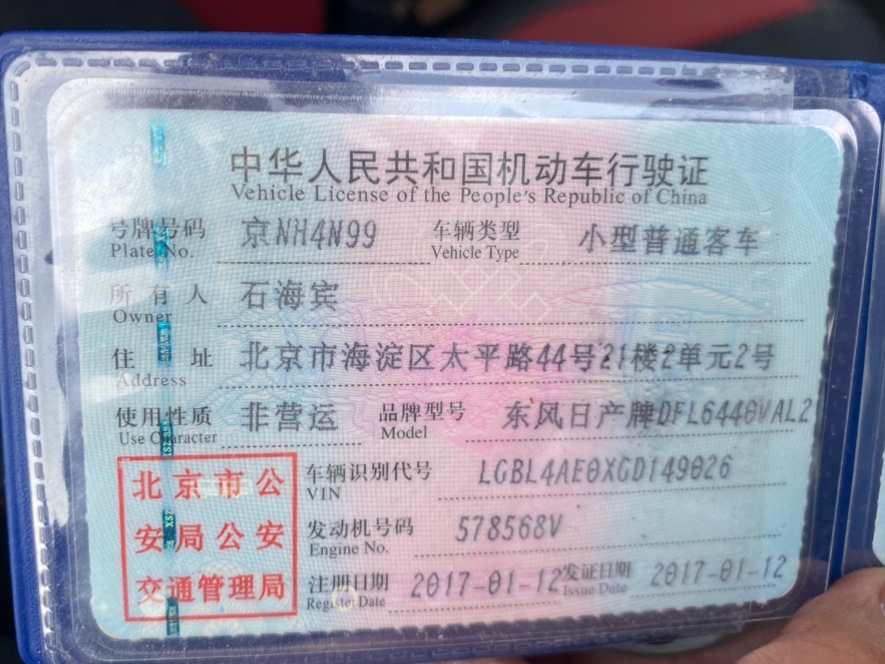 中华人民共和国机动车行驶证
Vehicle License of the People's Republic of China
号牌号码 京NH4N99 车辆类型 小型普通客车
Plate No. Vehicle Type
所有人 石海宾
Owner
住址 北京市海淀区太平路44号21楼2单元2号
Address
使用性质 非营运 品牌型号 东风日产牌DFL6440VAL2
Use Character Model
北京市公
安局公安
交通管理局
车辆识别代号 LGBL4AE0XGD149026
VIN
发动机号码 578568V
Engine No.
注册日期 2017-01-12 发证日期 2017-01-12
Register Date Issue Date